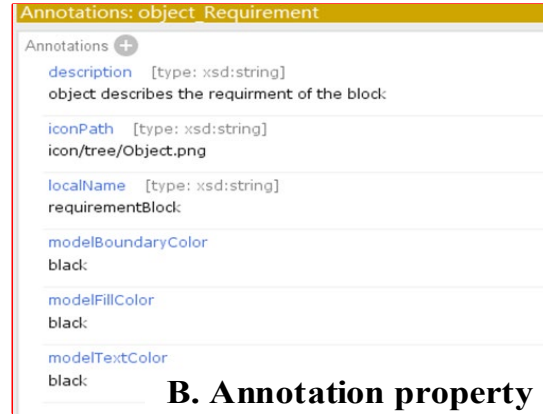 Annotations: object_Requirement
Annotations
description [type: xsd:string]
object describes the requirment of the block
iconPath [type: xsd:string]
icon/tree/Object.png
localName [type: xsd:string]
requirementBlock
modelBoundaryColor
black
modelFillColor
black
modelTextColor
black
B. Annotation property